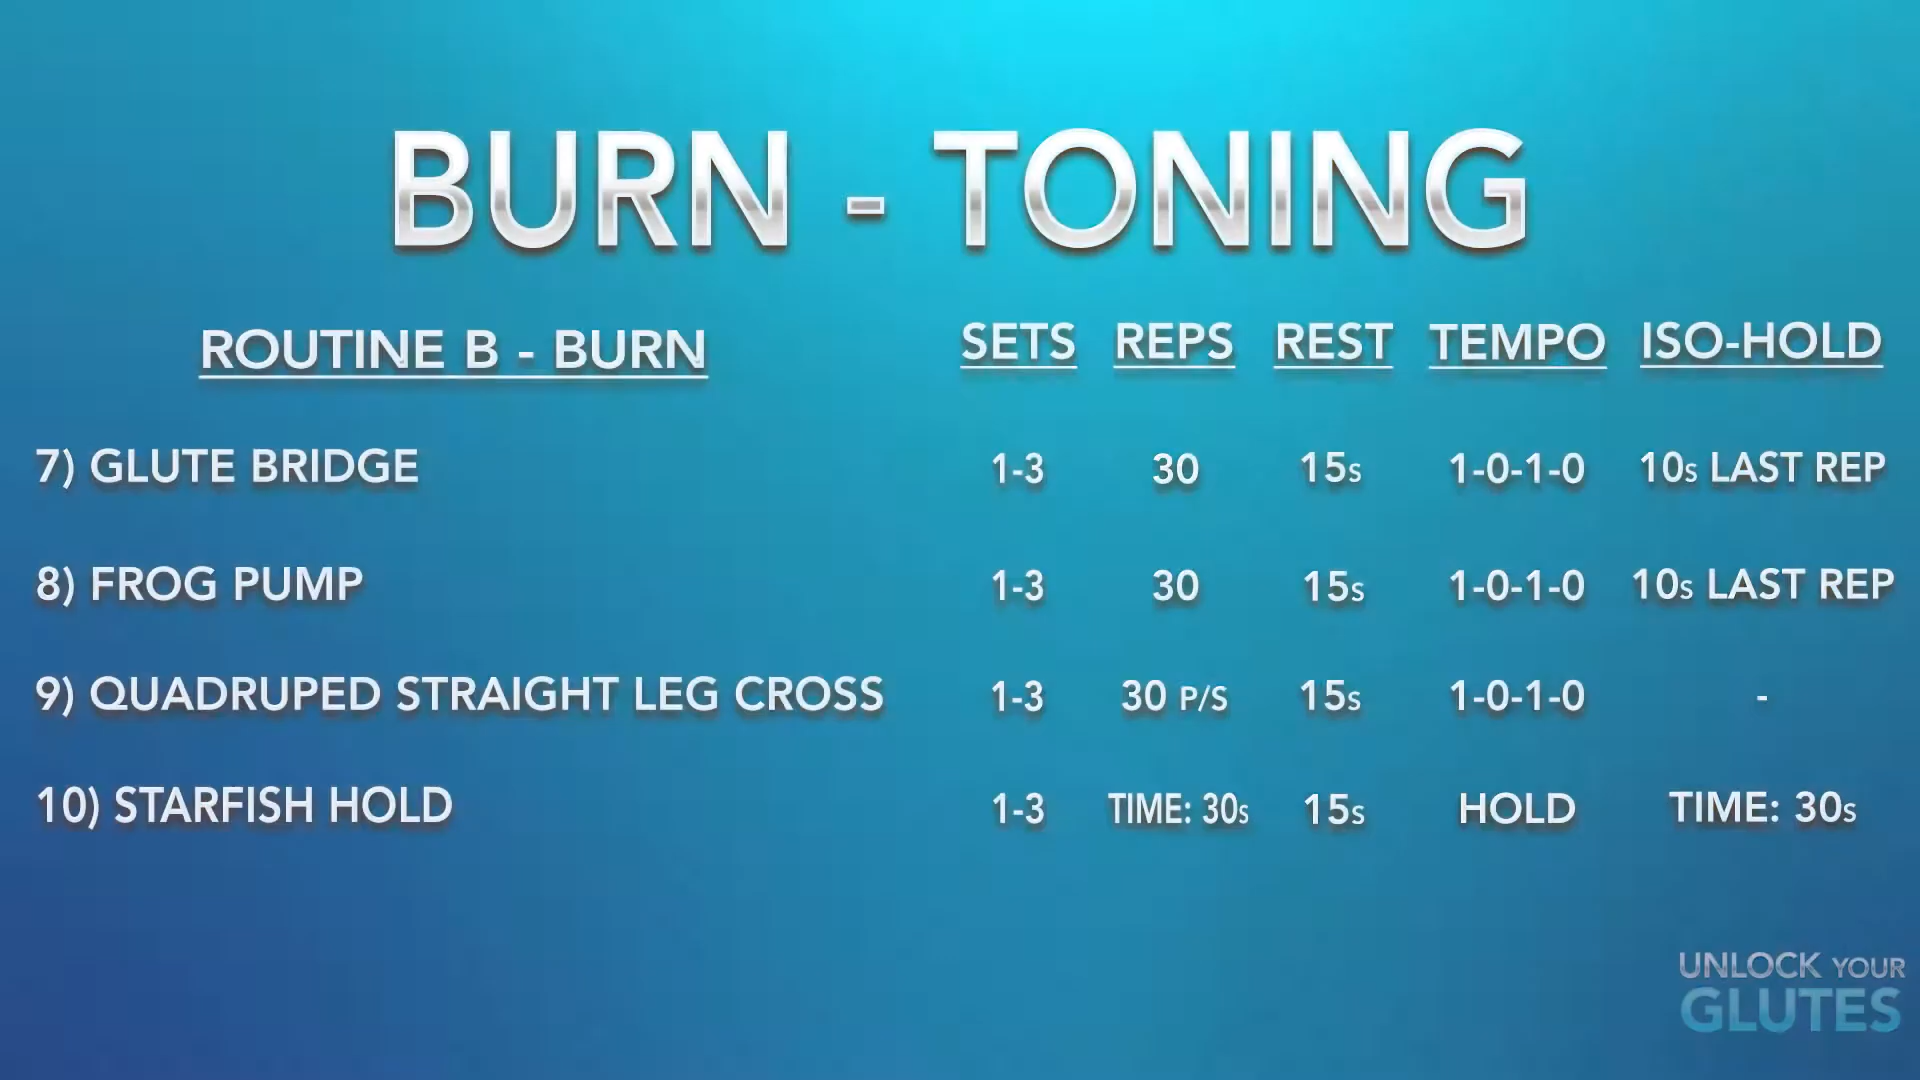 BURN - TONING
ROUTINE B - BURN SETS REPS REST TEMPO ISO-HOLD
7) GLUTE BRIDGE 1-3 30 15s 1-0-1-0 10s LAST REP
8) FROG PUMP 1-3 30 15s 1-0-1-0 10s LAST REP
9) QUADRUPED STRAIGHT LEG CROSS 1-3 30 P/S 15s 1-0-1-0 -
10) STARFISH HOLD 1-3 TIME: 30s 15s HOLD TIME: 30s
UNLOCK YOUR
GLUTES